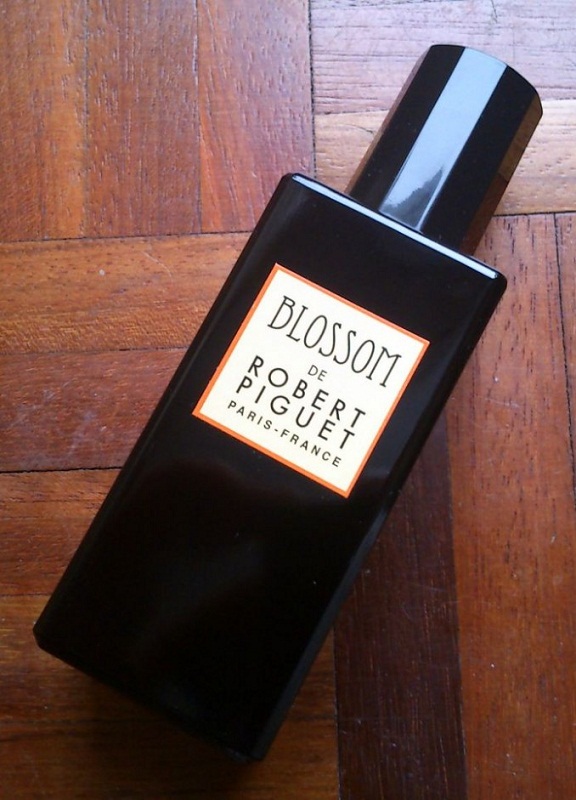 BLOSSOM
DE
ROBERT
PIGUET
PARIS-FRANCE